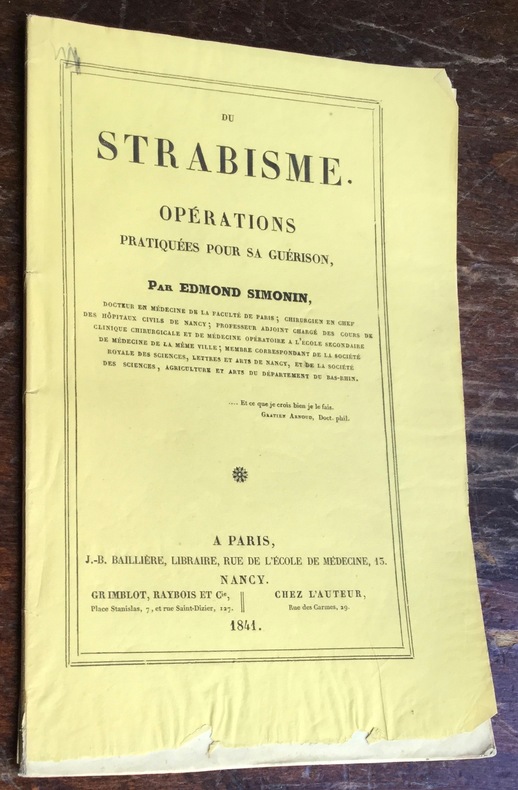 DU
STRABISME.
OPÉRATIONS
PRATIQUÉES POUR SA GUÉRISON,
PAR EDMOND SIMONIN,
DOCTEUR EN MÉDECINE DE LA FACULTÉ DE PARIS; CHIRURGIEN EN CHEF
DES HÔPITAUX CIVILS DE NANCY; PROFESSEUR ADJOINT CHARGÉ DES COURS DE
CLINIQUE CHIRURGICALE ET DE MÉDECINE OPÉRATOIRE A L'ÉCOLE SECONDAIRE
DE MÉDECINE DE LA MÊME VILLE; MEMBRE CORRESPONDANT DE LA SOCIÉTÉ
ROYALE DES SCIENCES, LETTRES ET ARTS DE NANCY, ET DE LA SOCIÉTÉ
DES SCIENCES, AGRICULTURE ET ARTS DU DÉPARTEMENT DU BAS-RHIN.
.... Et ce que je crois bien je le fais.
GRATIEN ARNOUD, Doct. phil.
A PARIS,
J.-B. BAILLIÈRE, LIBRAIRE, RUE DE L'ÉCOLE DE MÉDECINE, 13.
NANCY.
GRIMBLOT, RAYBOIS ET Cie,
Place Stanislas, 7, et rue Saint-Dizier, 127.
CHEZ L'AUTEUR,
Rue des Carmes, 29.
1841.